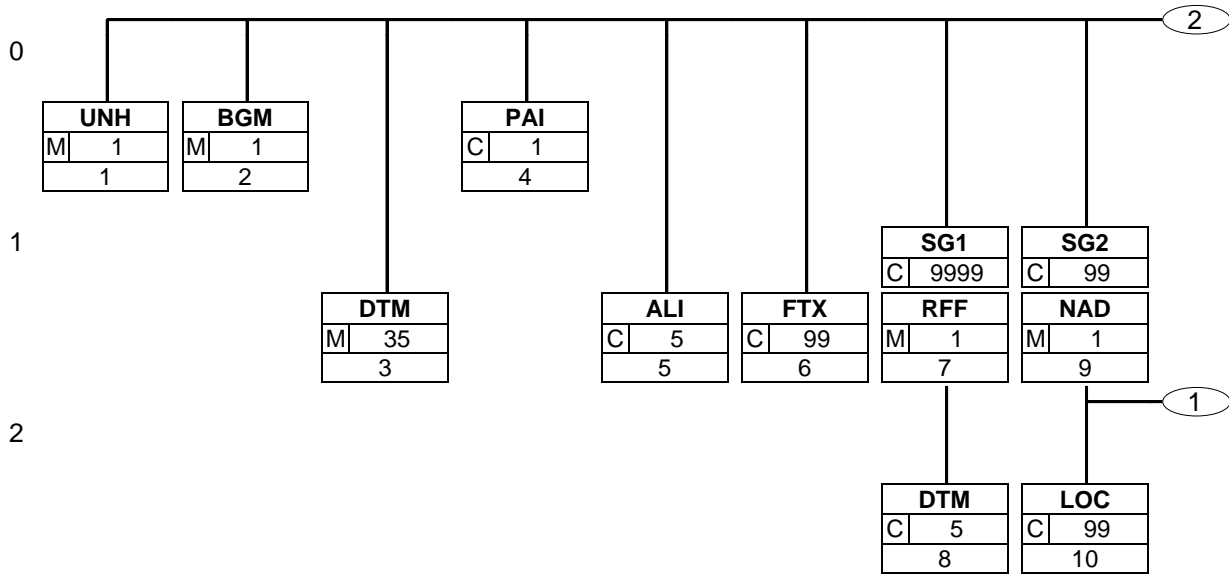 2
0
UNH BGM PAI
M 1 M 1 C 1
1 2 4
1
SG1 SG2
C 9999 C 99
DTM ALI FTX RFF NAD
M 35 C 5 C 99 M 1 M 1
3 5 6 7 9
1
2
DTM LOC
C 5 C 99
8 10